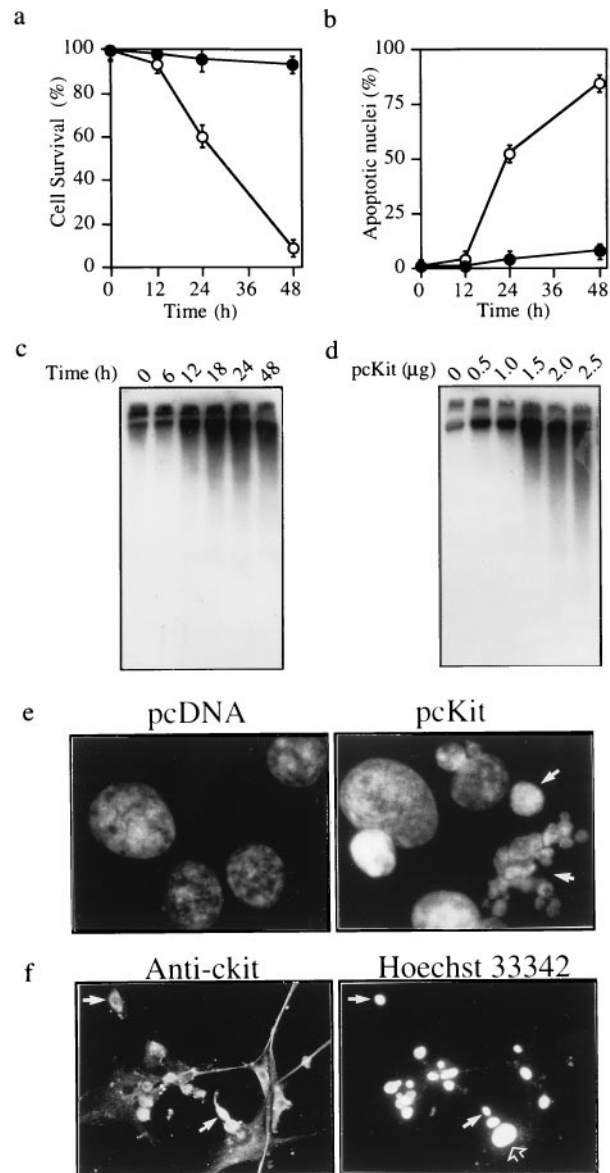 a
b
Cell Survival (%)
100
80
60
40
20
0
0 12 24 36 48
Time (h)
Apoptotic nuclei (%)
100
75
50
25
0
0 12 24 36 48
Time (h)
c
Time (h) 0 6 12 18 24 48
d
pcKit (μg) 0 0.5 1.0 1.5 2.0 2.5
e
pcDNA
pcKit
f
Anti-ckit
Hoechst 33342